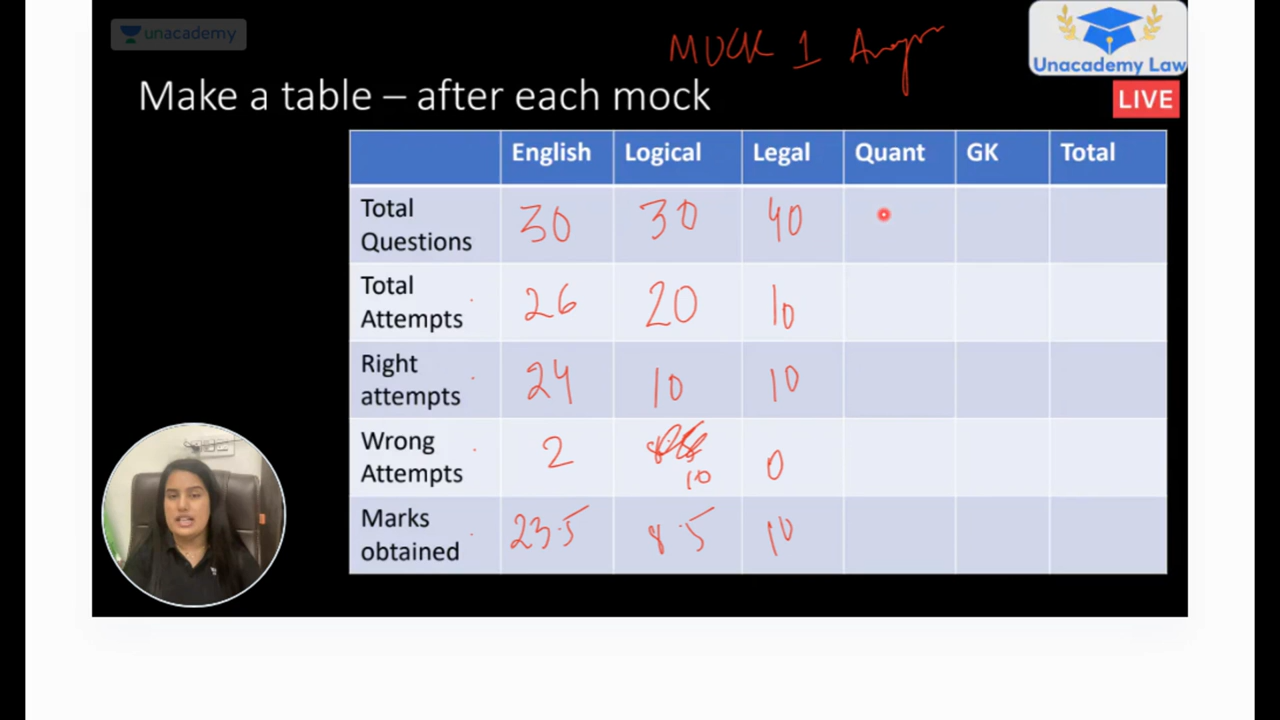 unacademy
MOCK 1
Unacademy Law
Make a table – after each mock
LIVE
English Logical Legal Quant GK Total
Total Questions 30 30 40
Total Attempts 26 20 10
Right attempts 24 10 10
Wrong Attempts 2 10 0
Marks obtained 23.5 8.5 10